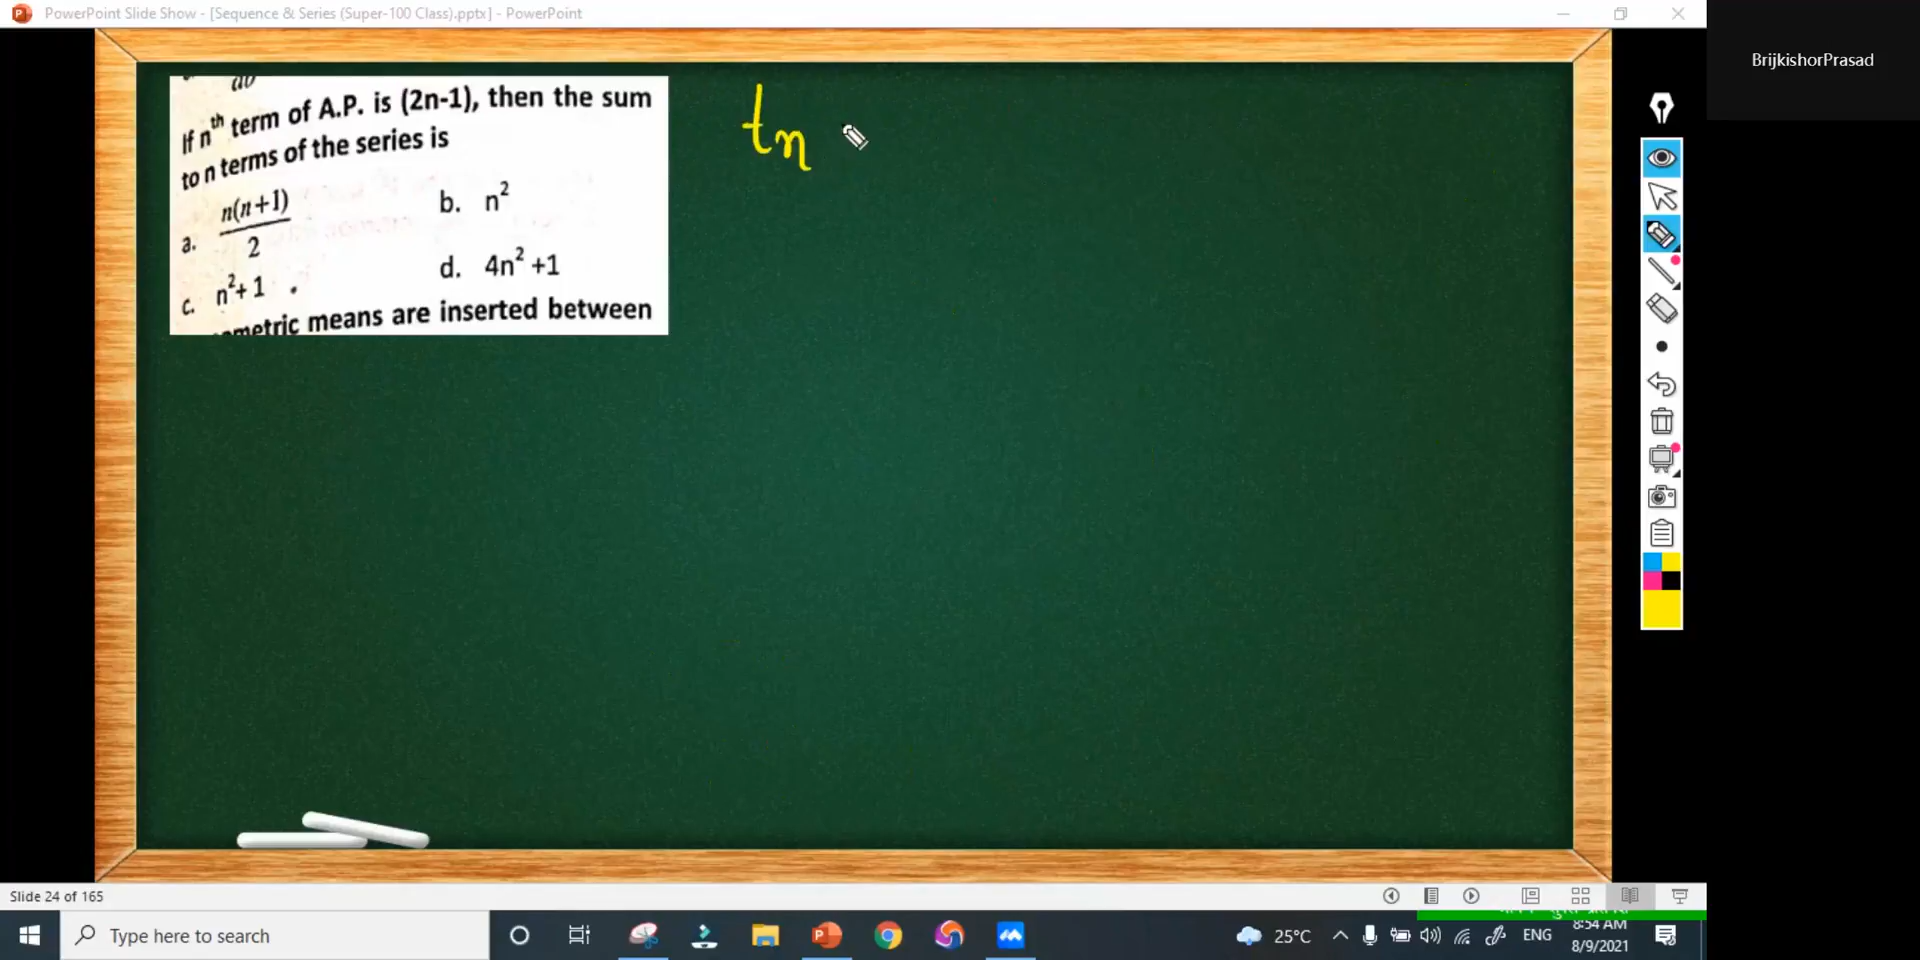 PowerPoint Slide Show - [Sequence & Series (Super-100 Class).pptx] - PowerPoint
BrijkishorPrasad
ab
If nth term of A.P. is (2n-1), then the sum
to n terms of the series is
a. n(n+1)/2
b. n²
c. n²+ 1
d. 4n² +1
metric means are inserted between
tn
Slide 24 of 165
Type here to search
25°C
ENG
8:54 AM
8/9/2021